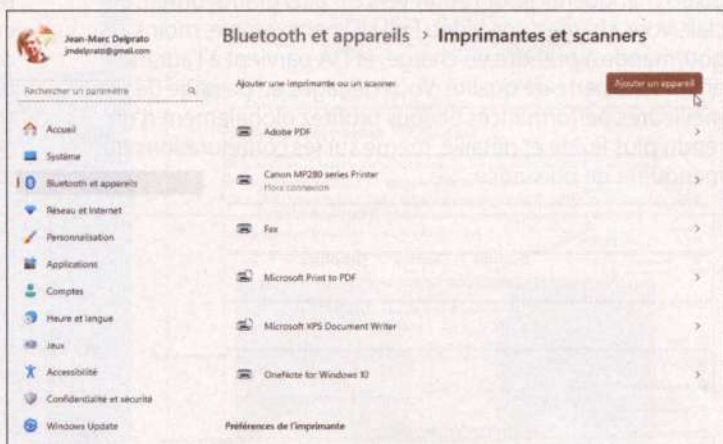 Jean-Marc Delprato
jmdelprato@gmail.com
Rechercher un paramètre
Accueil
Système
Bluetooth et appareils
Réseau et Internet
Personnalisation
Applications
Comptes
Heure et langue
Jeux
Accessibilité
Confidentialité et sécurité
Windows Update
Bluetooth et appareils > Imprimantes et scanners
Ajouter une imprimante ou un scanner
Ajouter un appareil
Adobe PDF
Canon MP280 series Printer
Hors connexion
Fax
Microsoft Print to PDF
Microsoft XPS Document Writer
OneNote for Windows 10
Préférences de l'imprimante